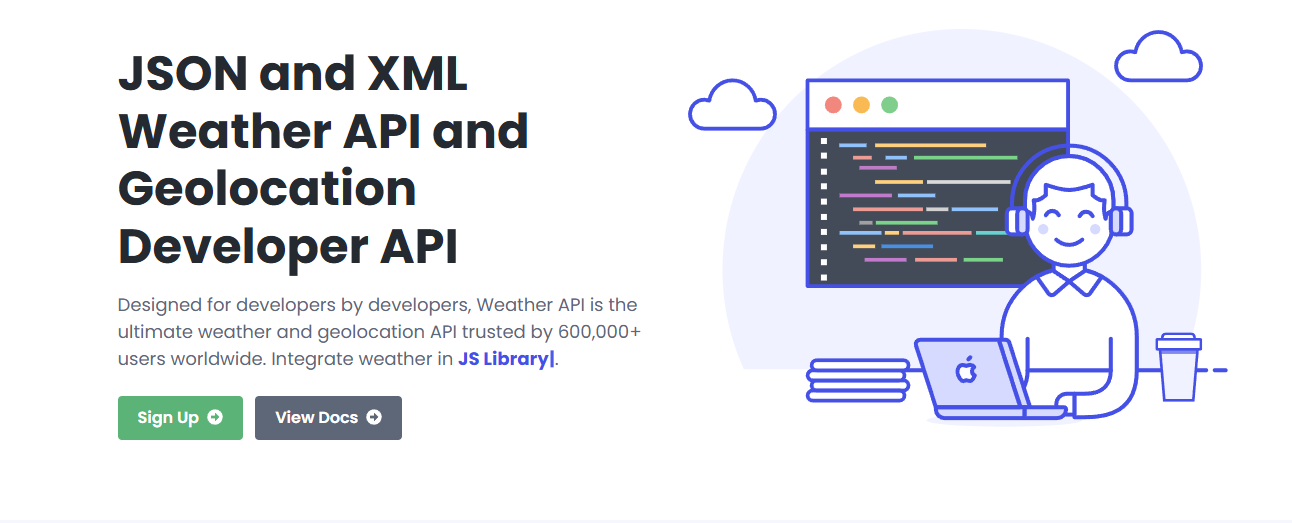 JSON and XML
Weather API and
Geolocation
Developer API
Designed for developers by developers, Weather API is the
ultimate weather and geolocation API trusted by 600,000+
users worldwide. Integrate weather in JS Library|.
Sign Up
View Docs